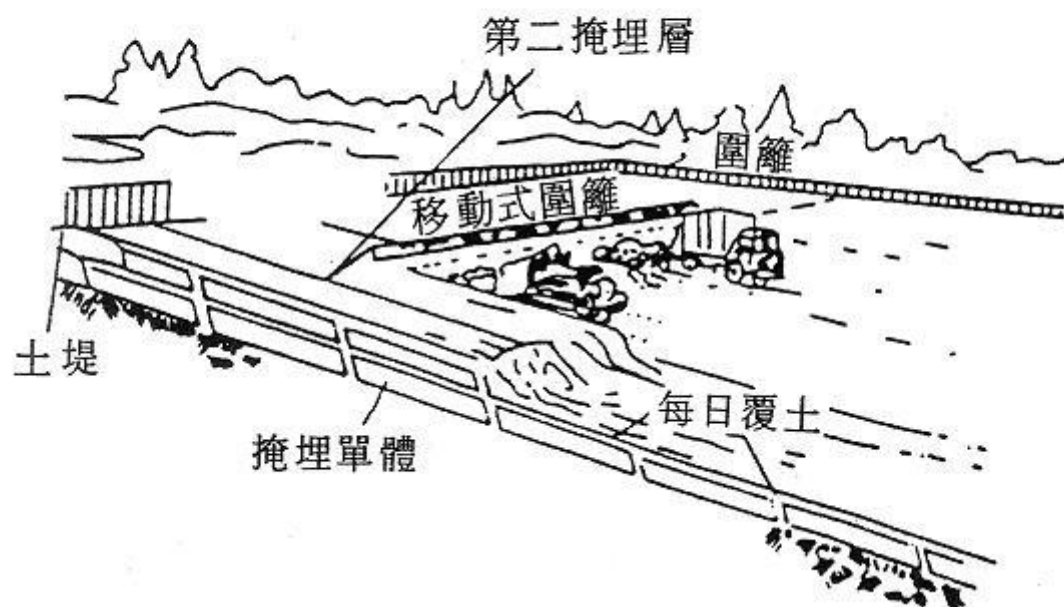 第二掩埋層
圍籬
移動式圍籬
土堤
每日覆土
掩埋單體